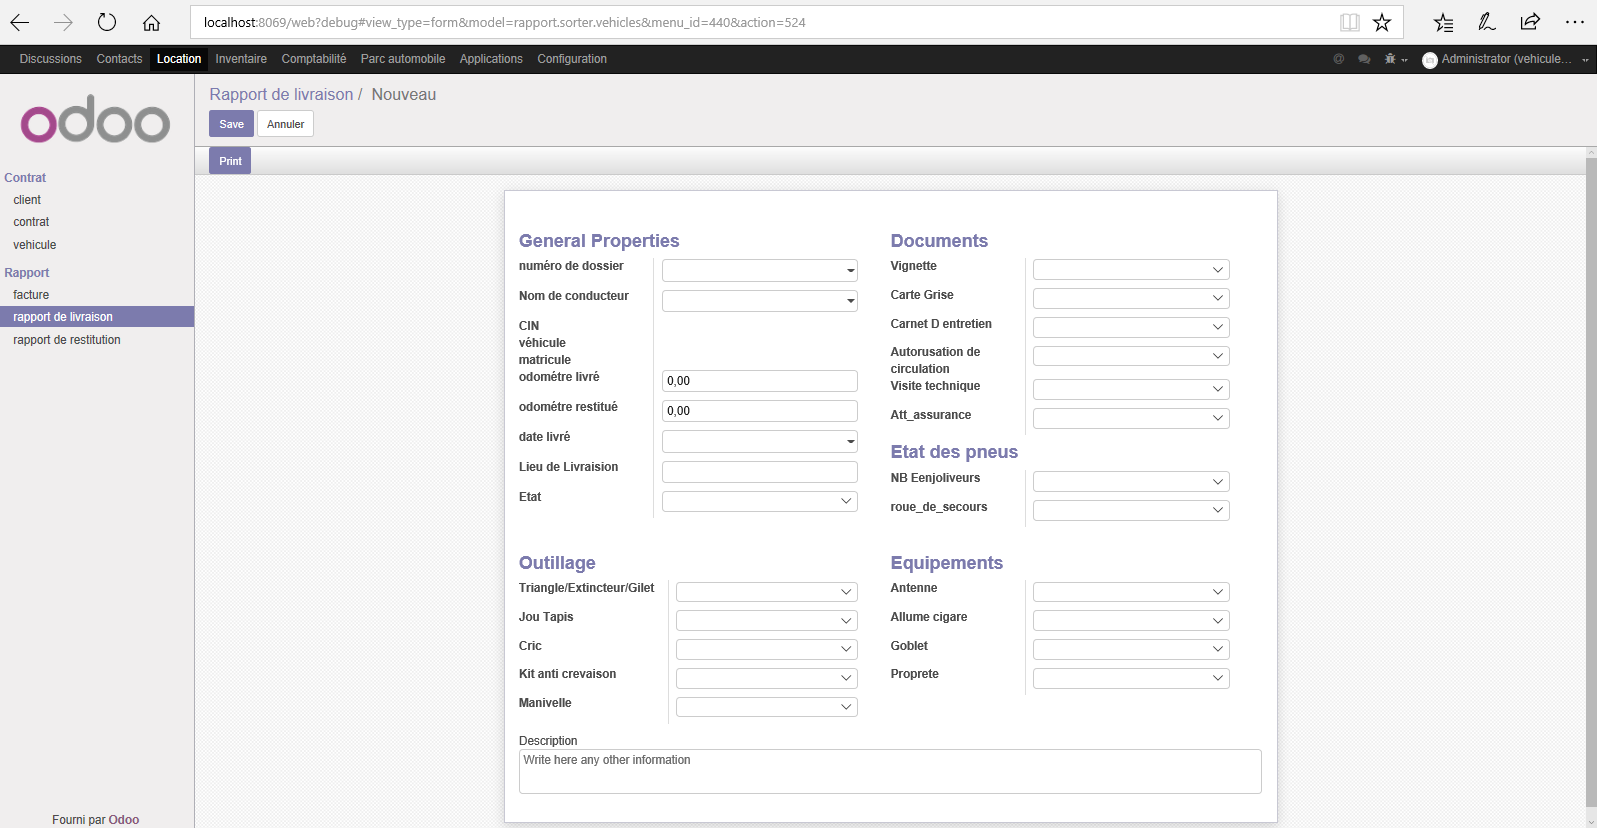 localhost:8069/web?debug#view_type=form&model=rapport.sorter.vehicles&menu_id=440&action=524
Discussions Contacts Location Inventaire Comptabilité Parc automobile Applications Configuration @ Administrator (vehicule...
odoo
Rapport de livraison / Nouveau
Save Annuler
Print
Contrat
client
contrat
vehicule
Rapport
facture
rapport de livraison
rapport de restitution
Fourni par Odoo
General Properties
numéro de dossier
Nom de conducteur
CIN
véhicule
matricule
odométre livré 0,00
odométre restitué 0,00
date livré
Lieu de Livraision
Etat
Documents
Vignette
Carte Grise
Carnet D entretien
Autorusation de
circulation
Visite technique
Att_assurance
Etat des pneus
NB Eenjoliveurs
roue_de_secours
Outillage
Triangle/Extincteur/Gilet
Jou Tapis
Cric
Kit anti crevaison
Manivelle
Equipements
Antenne
Allume cigare
Goblet
Proprete
Description
Write here any other information